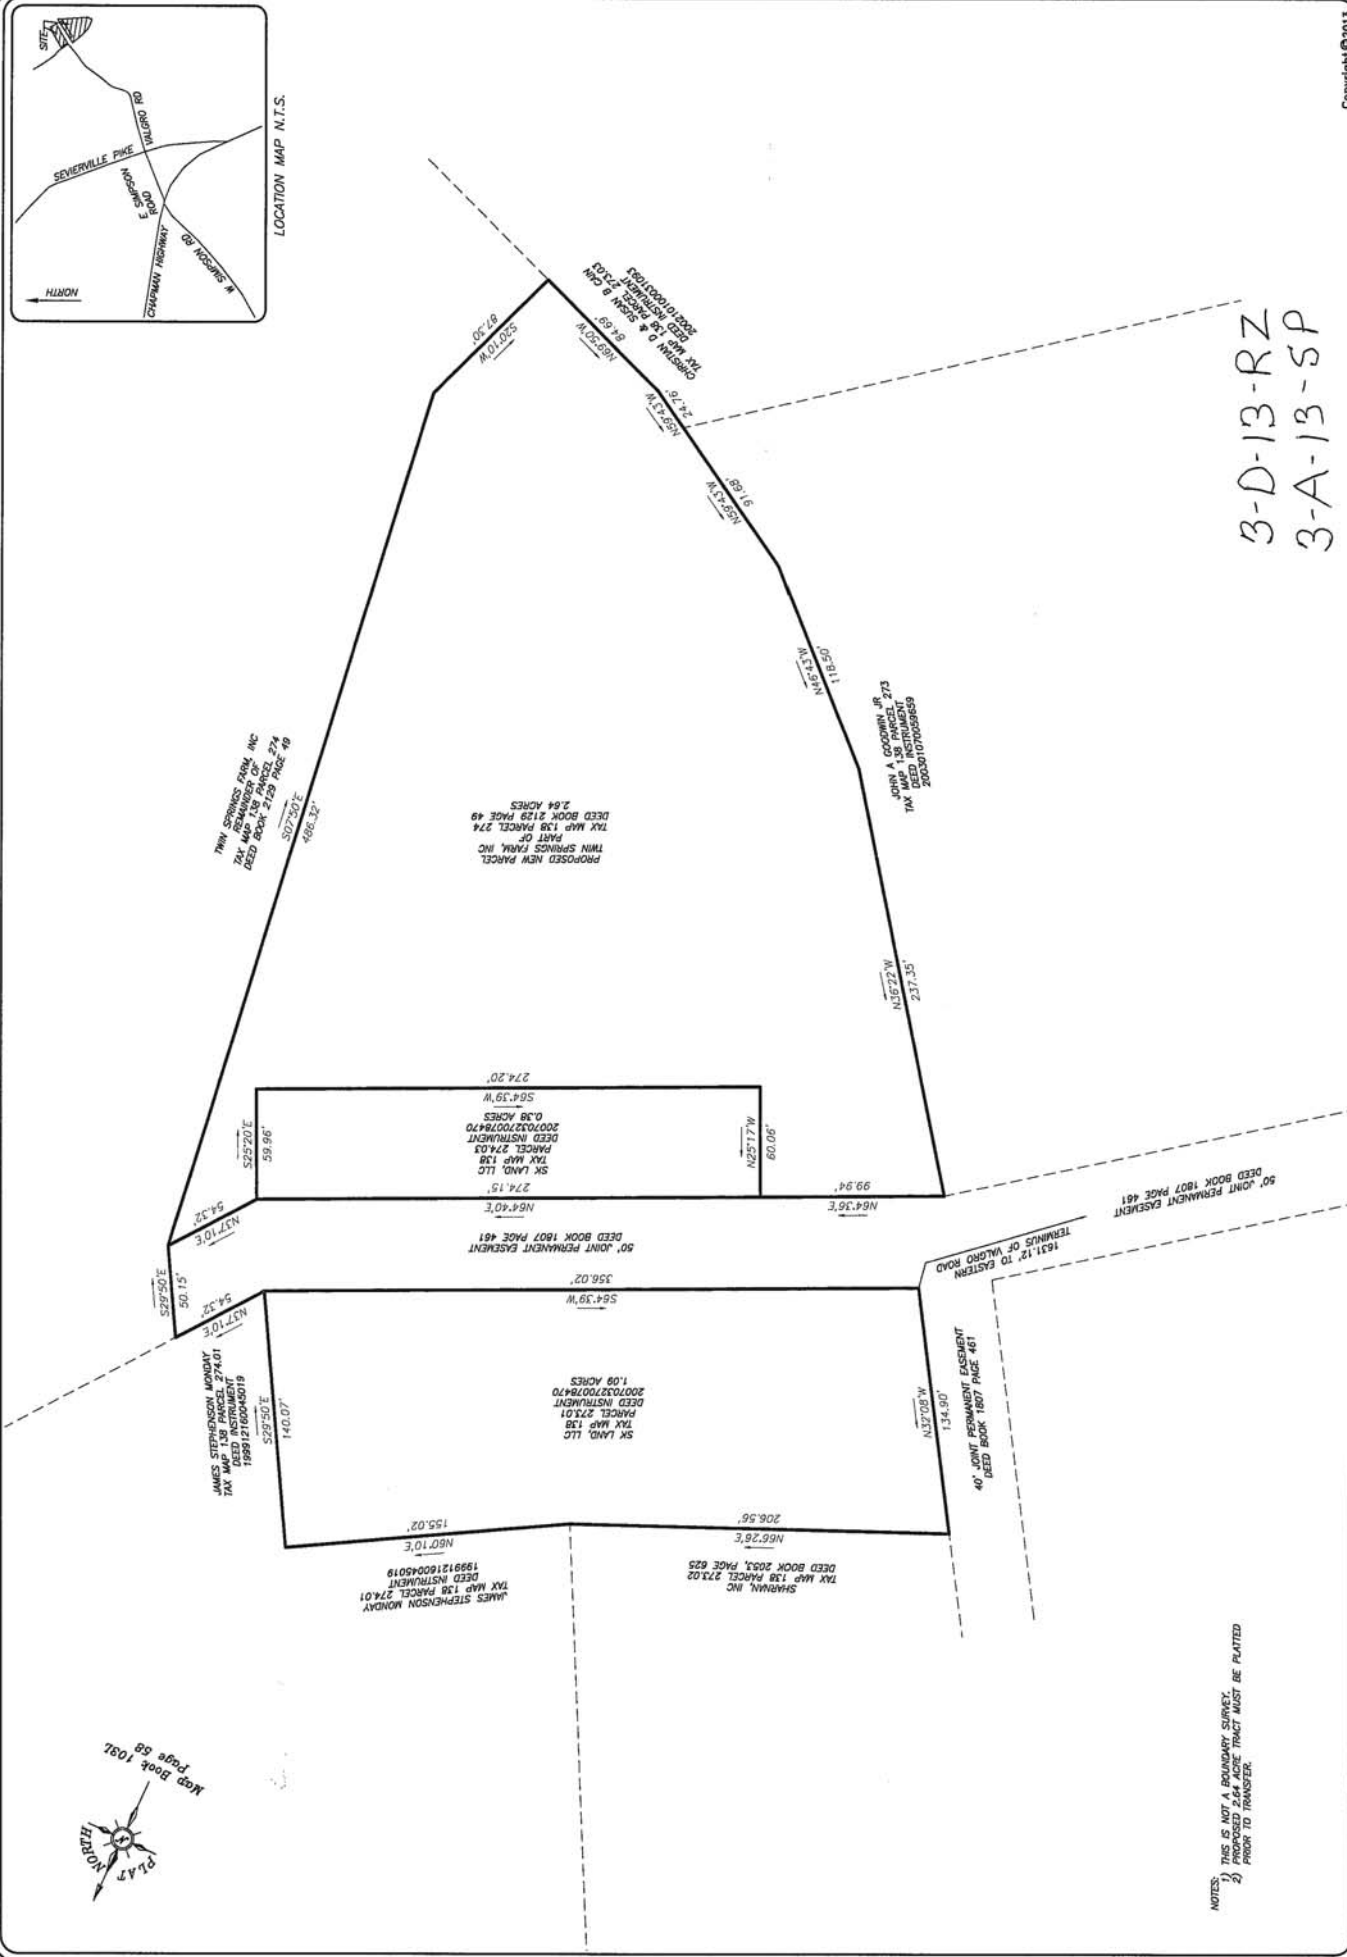 SITE
SEVIERVILLE PIKE
VALGRO RD
E SIMPSON
ROAD
CHAPMAN HIGHWAY
W SIMPSON RD
NORTH
LOCATION MAP N.T.S.
Map Book 103L
Page 58
PLAT NORTH
N
TWIN SPRINGS FARM, INC
REMAINDER OF
TAX MAP 138 PARCEL 274
DEED BOOK 2129 PAGE 49
S07°50'E
486.32'
S20°10'W
87.30'
N69°50'W
84.69'
CHRISTIAN D &
SUSAN B CAIN
TAX MAP 138 PARCEL 273.03
DEED INSTRUMENT
200210100031093
N59°43'W
24.76'
N59°43'W
91.68'
N46°43'W
118.50'
JOHN A GOODWIN JR
TAX MAP 138 PARCEL 273
DEED INSTRUMENT
200301070059659
N36°22'W
237.35'
PROPOSED NEW PARCEL
TWIN SPRINGS FARM, INC
PART OF
TAX MAP 138 PARCEL 274
DEED BOOK 2129 PAGE 49
2.64 ACRES
S25°20'E
59.96'
S64°39'W
274.20'
SK LAND, LLC
TAX MAP 138
PARCEL 274.03
DEED INSTRUMENT
200703270078470
0.38 ACRES
N25°17'W
60.06'
274.15'
N64°40'E
99.94'
N64°36'E
54.32'
N37°10'E
S29°50'E
50.15'
54.32'
N37°10'E
50' JOINT PERMANENT EASEMENT
DEED BOOK 1807 PAGE 461
356.02'
S64°39'W
1631.12' TO EASTERN
TERMINUS OF VALGRO ROAD
50' JOINT PERMANENT EASEMENT
DEED BOOK 1807 PAGE 461
JAMES STEPHENSON MONDAY
TAX MAP 138 PARCEL 274.01
DEED INSTRUMENT
199912160045019
S29°50'E
140.07'
SK LAND, LLC
TAX MAP 138
PARCEL 273.01
DEED INSTRUMENT
200703270078470
1.09 ACRES
N32°08'W
134.90'
40' JOINT PERMANENT EASEMENT
DEED BOOK 1807 PAGE 461
155.02'
N60°10'E
JAMES STEPHENSON MONDAY
TAX MAP 138 PARCEL 274.01
DEED INSTRUMENT
199912160045019
206.56'
N66°26'E
SHARNAN, INC
TAX MAP 138 PARCEL 273.02
DEED BOOK 2053, PAGE 625
NOTES:
1) THIS IS NOT A BOUNDARY SURVEY.
2) PROPOSED 2.64 ACRE TRACT MUST BE PLATTED
PRIOR TO TRANSFER.
3-D-13-RZ
3-A-13-SP
Copyright©2013